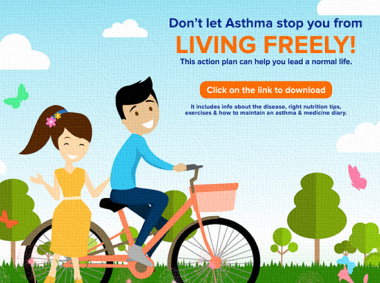 Don't let Asthma stop you from
LIVING FREELY!
This action plan can help you lead a normal life.
Click on the link to download
It includes info about the disease, right nutrition tips,
exercises & how to maintain an asthma & medicine diary.